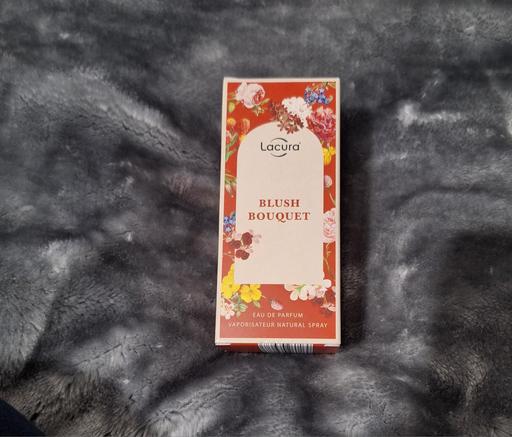 Lacura
BLUSH
BOUQUET
EAU DE PARFUM
VAPORISATEUR NATURAL SPRAY